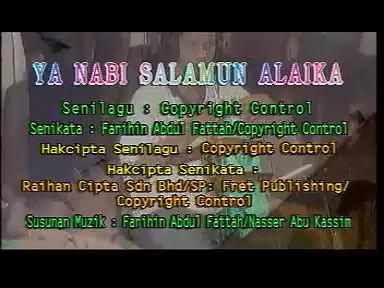 YA NABI SALAMUN ALAIKA
Senilagu : Copyright Control
Senikata : Farihin Abdul Fattah/Copyright Control
Hakcipta Senilagu : Copyright Control
Hakcipta Senikata :
Raihan Cipta Sdn Bhd/SP: Fret Publishing/
Copyright Control
Susunan Muzik : Farihin Abdul Fattah/Nasser Abu Kassim